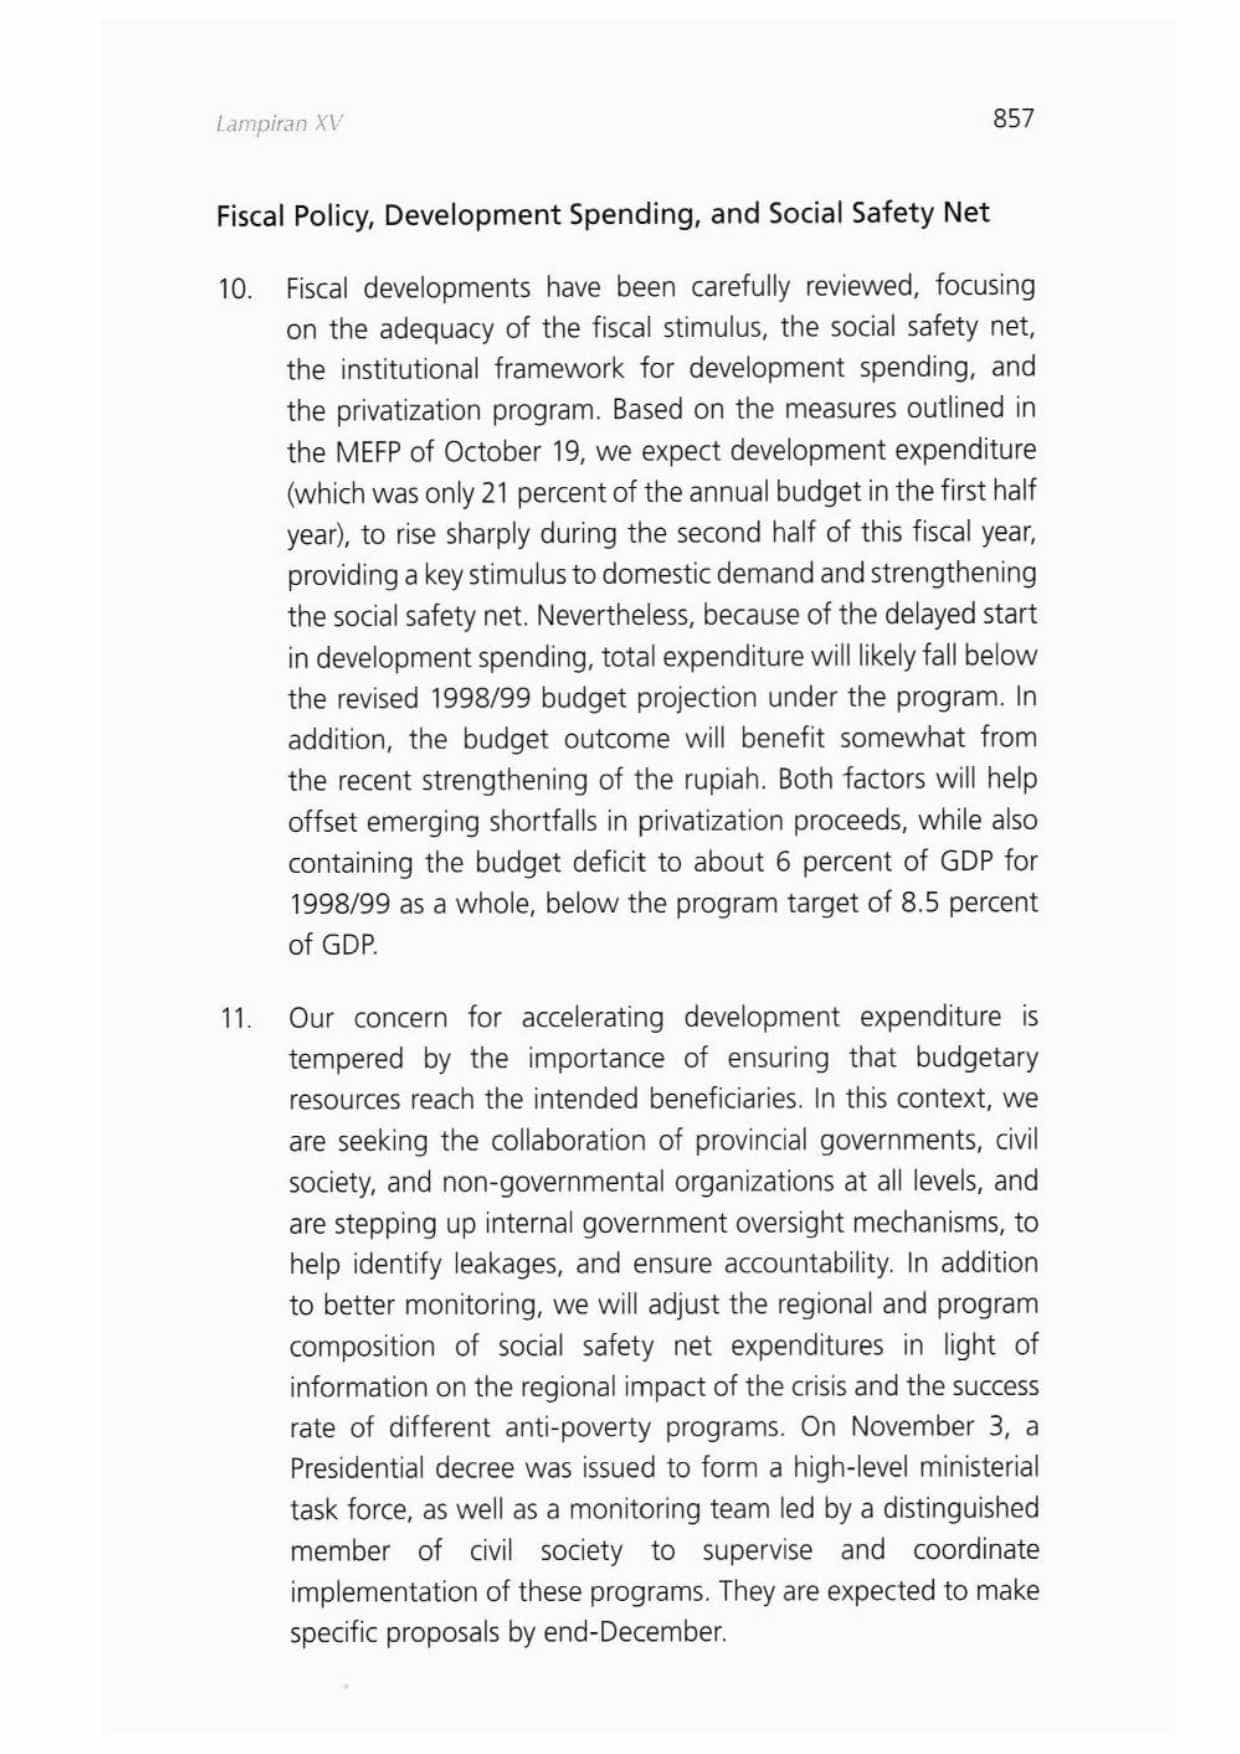 Lampiran XV
857
Fiscal Policy, Development Spending, and Social Safety Net
10. Fiscal developments have been carefully reviewed, focusing
on the adequacy of the fiscal stimulus, the social safety net,
the institutional framework for development spending, and
the privatization program. Based on the measures outlined in
the MEFP of October 19, we expect development expenditure
(which was only 21 percent of the annual budget in the first half
year), to rise sharply during the second half of this fiscal year,
providing a key stimulus to domestic demand and strengthening
the social safety net. Nevertheless, because of the delayed start
in development spending, total expenditure will likely fall below
the revised 1998/99 budget projection under the program. In
addition, the budget outcome will benefit somewhat from
the recent strengthening of the rupiah. Both factors will help
offset emerging shortfalls in privatization proceeds, while also
containing the budget deficit to about 6 percent of GDP for
1998/99 as a whole, below the program target of 8.5 percent
of GDP.
11. Our concern for accelerating development expenditure is
tempered by the importance of ensuring that budgetary
resources reach the intended beneficiaries. In this context, we
are seeking the collaboration of provincial governments, civil
society, and non-governmental organizations at all levels, and
are stepping up internal government oversight mechanisms, to
help identify leakages, and ensure accountability. In addition
to better monitoring, we will adjust the regional and program
composition of social safety net expenditures in light of
information on the regional impact of the crisis and the success
rate of different anti-poverty programs. On November 3, a
Presidential decree was issued to form a high-level ministerial
task force, as well as a monitoring team led by a distinguished
member of civil society to supervise and coordinate
implementation of these programs. They are expected to make
specific proposals by end-December.